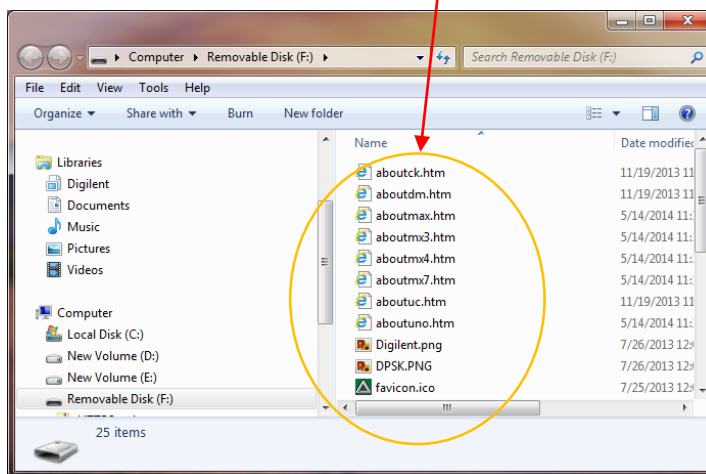 Computer Removable Disk (F:) Search Removable Disk (F:)
File Edit View Tools Help
Organize Share with Burn New folder
Name Date modified
Libraries
Digilent
Documents
Music
Pictures
Videos
Computer
Local Disk (C:)
New Volume (D:)
New Volume (E:)
Removable Disk (F:)
aboutck.htm 11/19/2013 11
aboutdm.htm 11/19/2013 11
aboutmax.htm 5/14/2014 11:
aboutmx3.htm 5/14/2014 11:
aboutmx4.htm 5/14/2014 11:
aboutmx7.htm 5/14/2014 11:
aboutuc.htm 11/19/2013 11
aboutuno.htm 5/14/2014 11:
Digilent.png 7/26/2013 12:
DPSK.PNG 7/26/2013 12:
favicon.ico 7/25/2013 12:
25 items